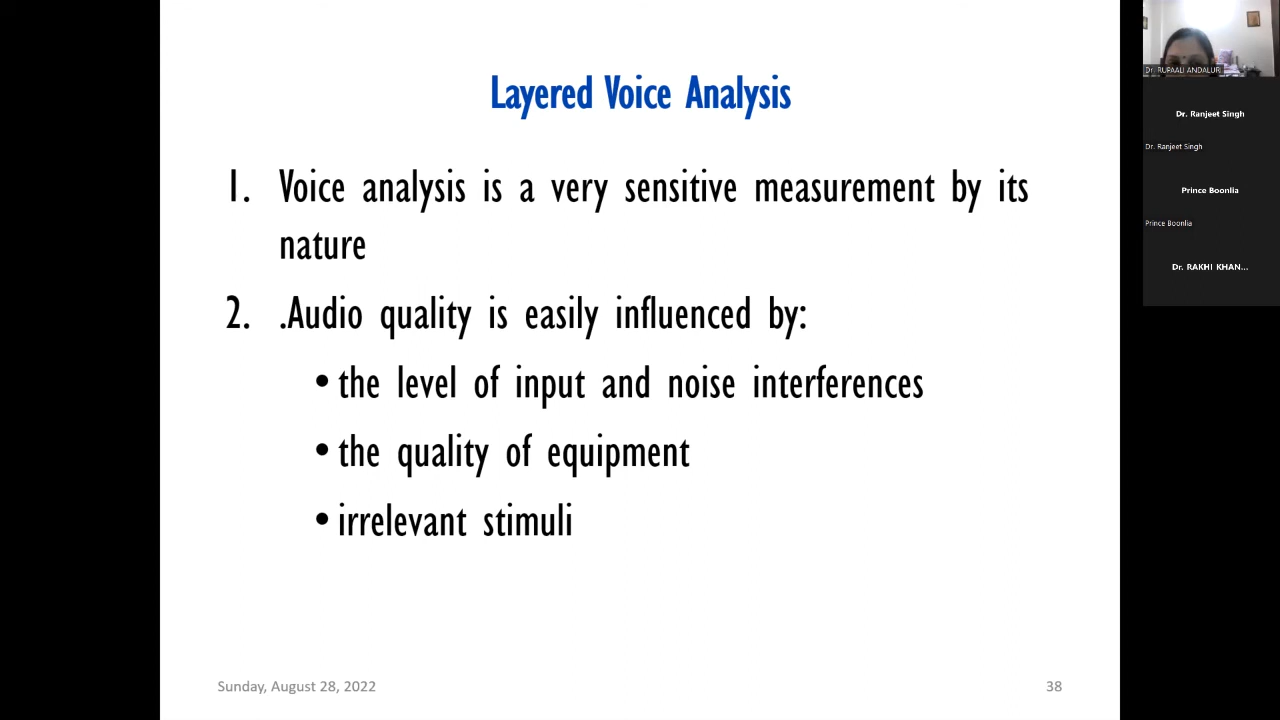 Layered Voice Analysis
1. Voice analysis is a very sensitive measurement by its
nature
2. .Audio quality is easily influenced by:
• the level of input and noise interferences
• the quality of equipment
• irrelevant stimuli
Sunday, August 28, 2022
38
Dr. RUPAALI ANDALURI
Dr. Ranjeet Singh
Dr. Ranjeet Singh
Prince Boonlia
Prince Boonlia
Dr. RAKHI KHAN...